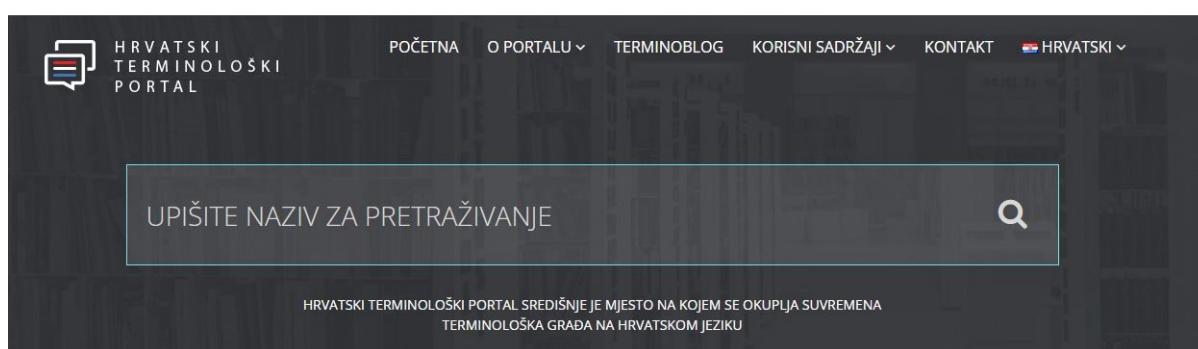 HRVATSKI
TERMINOLOŠKI
PORTAL
POČETNA O PORTALU TERMINOBLOG KORISNI SADRŽAJI KONTAKT HRVATSKI
UPIŠITE NAZIV ZA PRETRAŽIVANJE
HRVATSKI TERMINOLOŠKI PORTAL SREDIŠNJE JE MJESTO NA KOJEM SE OKUPLJA SUVREMENA
TERMINOLOŠKA GRAĐA NA HRVATSKOM JEZIKU